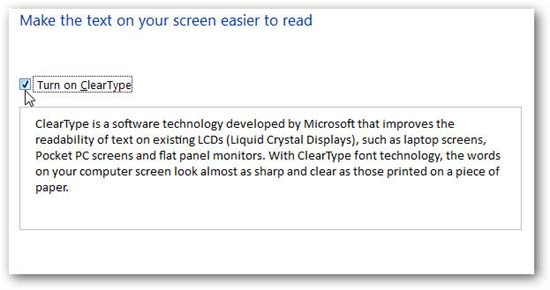 Make the text on your screen easier to read
Turn on ClearType
ClearType is a software technology developed by Microsoft that improves the
readability of text on existing LCDs (Liquid Crystal Displays), such as laptop screens,
Pocket PC screens and flat panel monitors. With ClearType font technology, the words
on your computer screen look almost as sharp and clear as those printed on a piece of
paper.